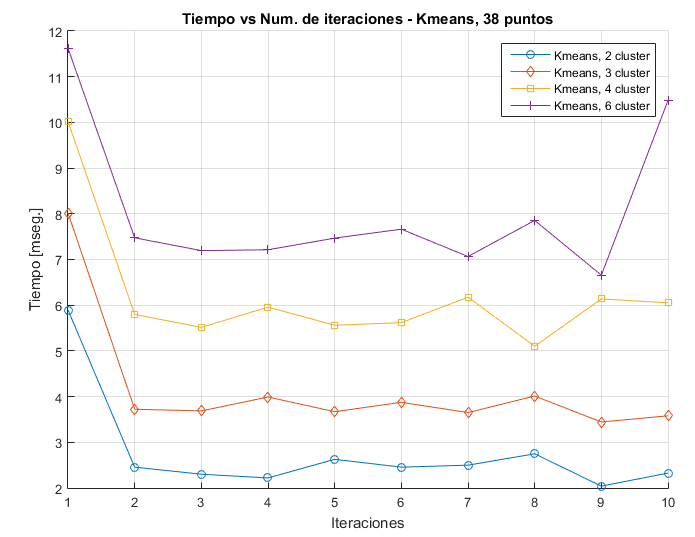 Tiempo vs Num. de iteraciones - Kmeans, 38 puntos
Kmeans, 2 cluster
Kmeans, 3 cluster
Kmeans, 4 cluster
Kmeans, 6 cluster
Tiempo [mseg.]
12
11
10
9
8
7
6
5
4
3
2
1 2 3 4 5 6 7 8 9 10
Iteraciones